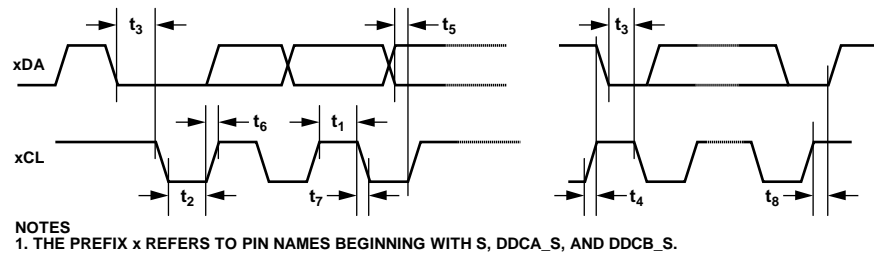 t3 t5 t3
xDA
t6 t1
xCL
t2 t7 t4 t8
NOTES
1. THE PREFIX x REFERS TO PIN NAMES BEGINNING WITH S, DDCA_S, AND DDCB_S.